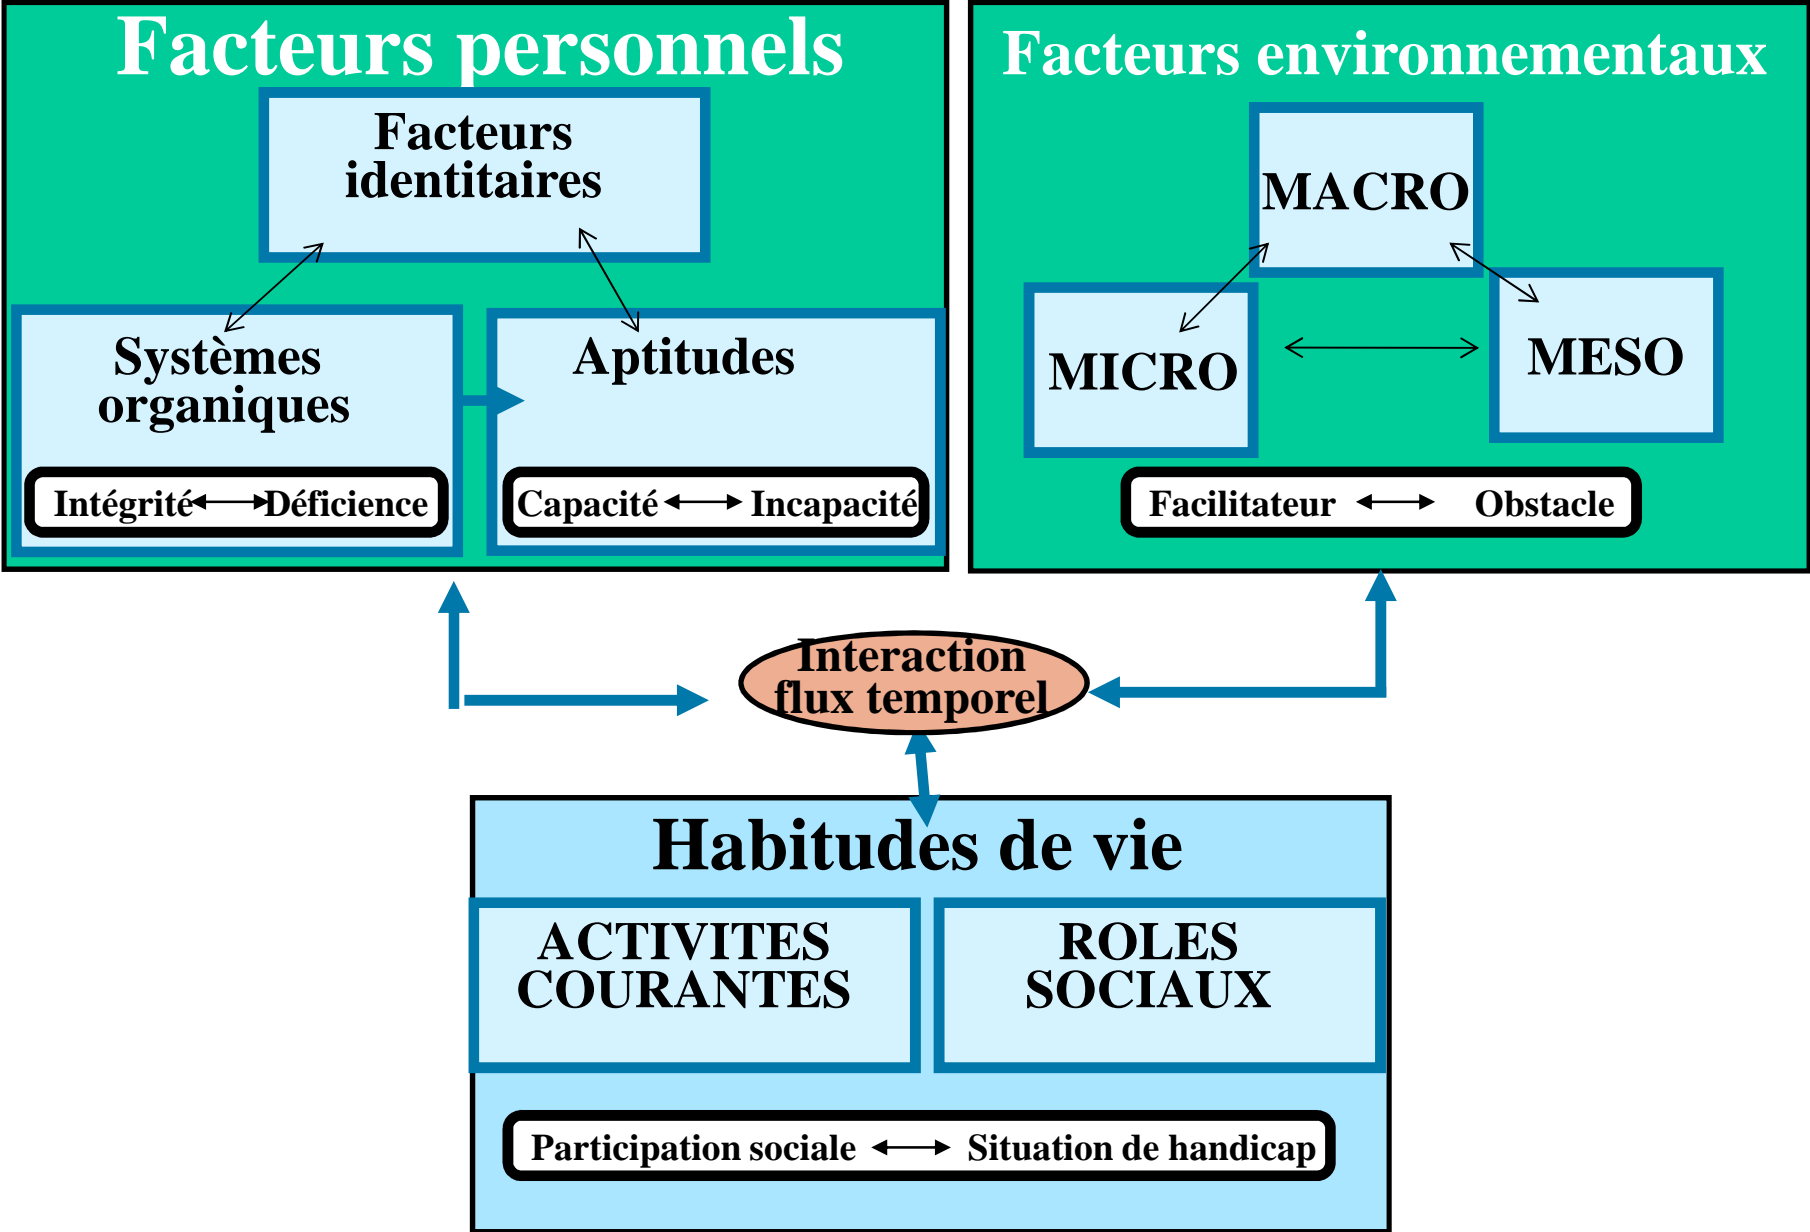 Facteurs personnels
Facteurs
identitaires
Systèmes
organiques
Aptitudes
Intégrité Déficience
Capacité Incapacité
Facteurs environnementaux
MACRO
MICRO
MESO
Facilitateur Obstacle
Interaction
flux temporel
Habitudes de vie
ACTIVITES
COURANTES
ROLES
SOCIAUX
Participation sociale Situation de handicap